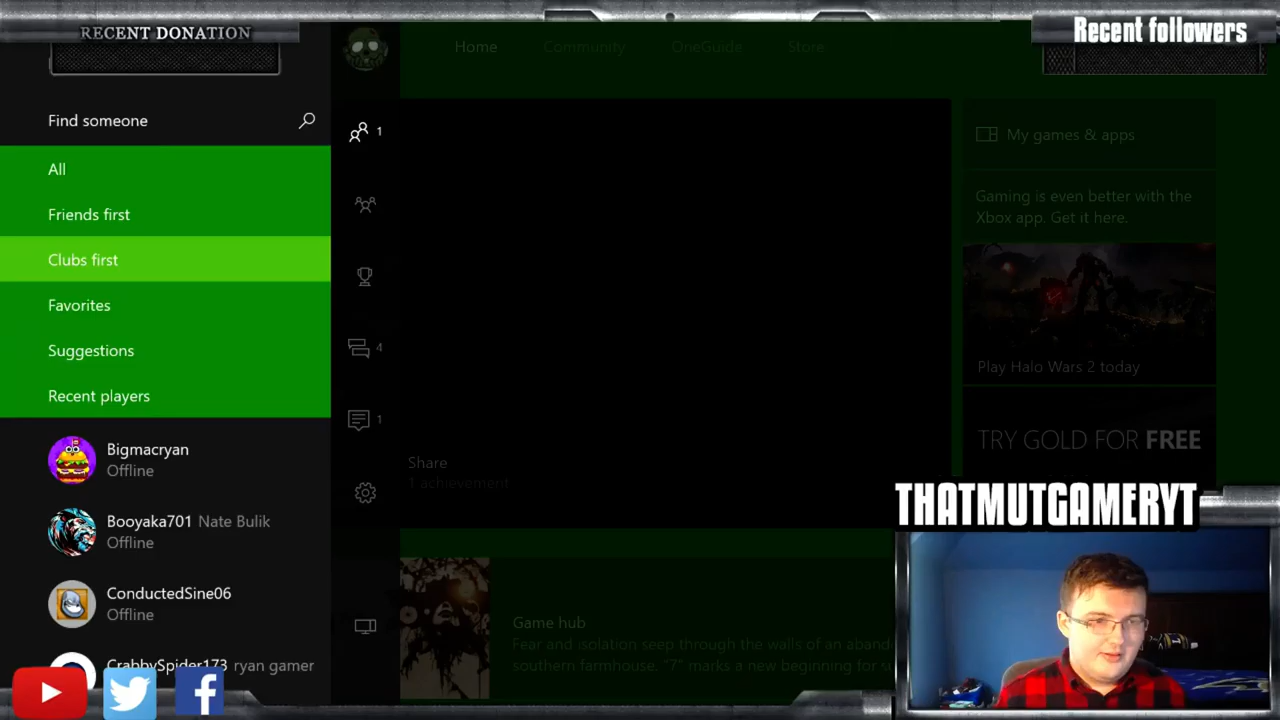 RECENT DONATION
Recent followers
Home
Community
OneGuide
Store
Find someone
1
All
Friends first
Clubs first
Favorites
Suggestions
Recent players
4
1
Bigmacryan
Offline
Booyaka701 Nate Bulik
Offline
ConductedSine06
Offline
CrabbySpider173 ryan gamer
My games & apps
Gaming is even better with the
Xbox app. Get it here.
Play Halo Wars 2 today
TRY GOLD FOR FREE
Share
1 achievement
Game hub
Fear and isolation seep through the walls of an aband
southern farmhouse. "7" marks a new beginning for su
THATMUTGAMERYT